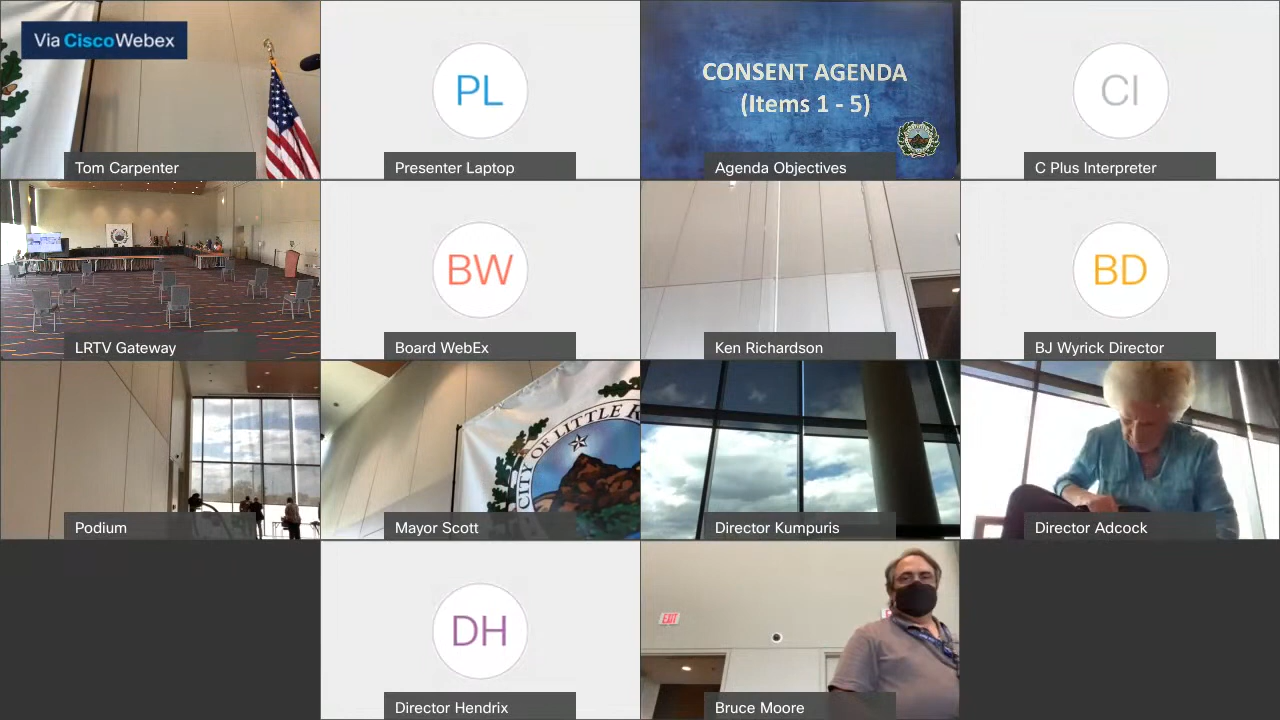 Via Cisco Webex
Tom Carpenter
PL
Presenter Laptop
CONSENT AGENDA
(Items 1 - 5)
Agenda Objectives
CI
C Plus Interpreter
LRTV Gateway
BW
Board WebEx
Ken Richardson
BD
BJ Wyrick Director
Podium
CITY OF LITTLE
Mayor Scott
Director Kumpuris
Director Adcock
DH
Director Hendrix
EXIT
Bruce Moore